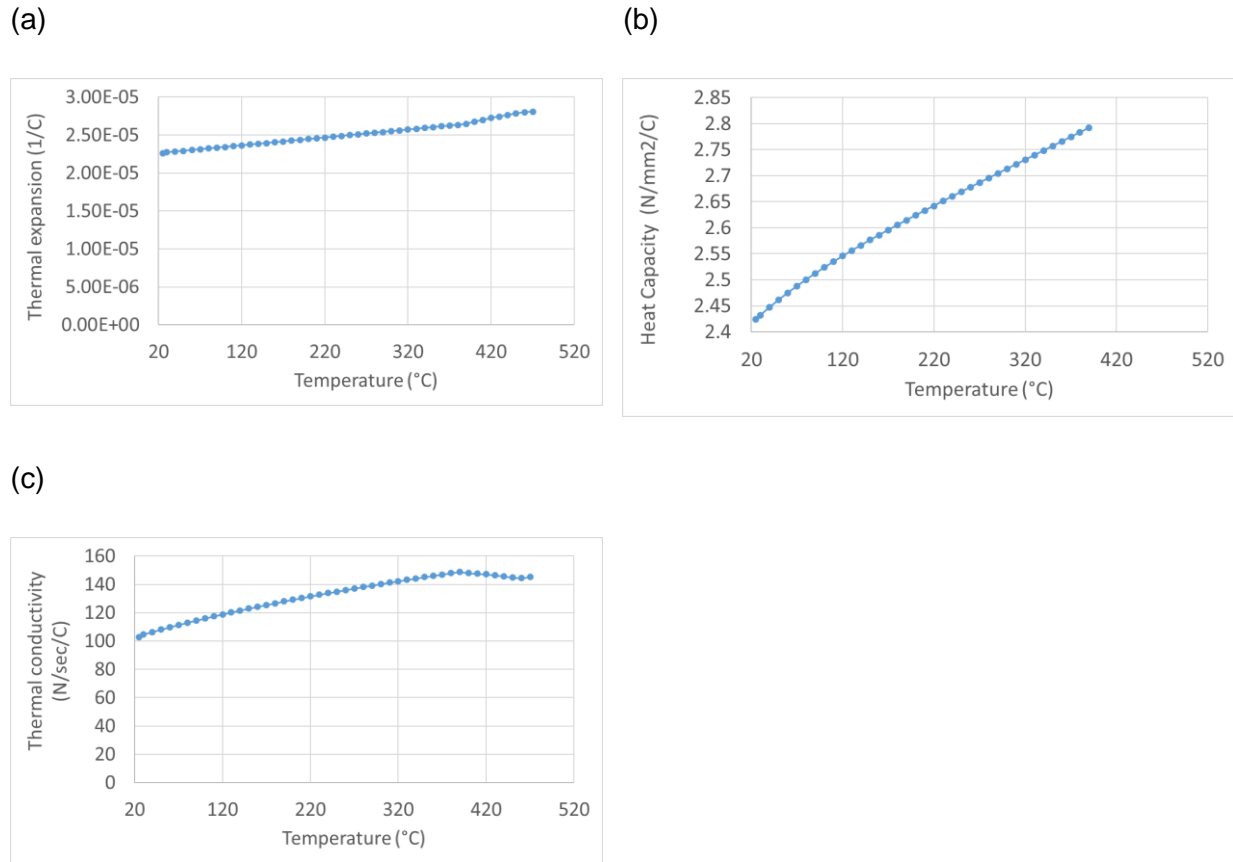 (a)
(b)
Thermal expansion (1/C)
3.00E-05
2.50E-05
2.00E-05
1.50E-05
1.00E-05
5.00E-06
0.00E+00
20 120 220 320 420 520
Temperature (°C)
Heat Capacity (N/mm2/C)
2.85
2.8
2.75
2.7
2.65
2.6
2.55
2.5
2.45
2.4
20 120 220 320 420 520
Temperature (°C)
(c)
Thermal conductivity
(N/sec/C)
160
140
120
100
80
60
40
20
0
20 120 220 320 420 520
Temperature (°C)